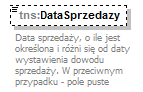 tns:DataSprzedazy
Data sprzedaży, o ile jest
określona i różni się od daty
wystawienia dowodu
sprzedaży. W przeciwnym
przypadku - pole puste